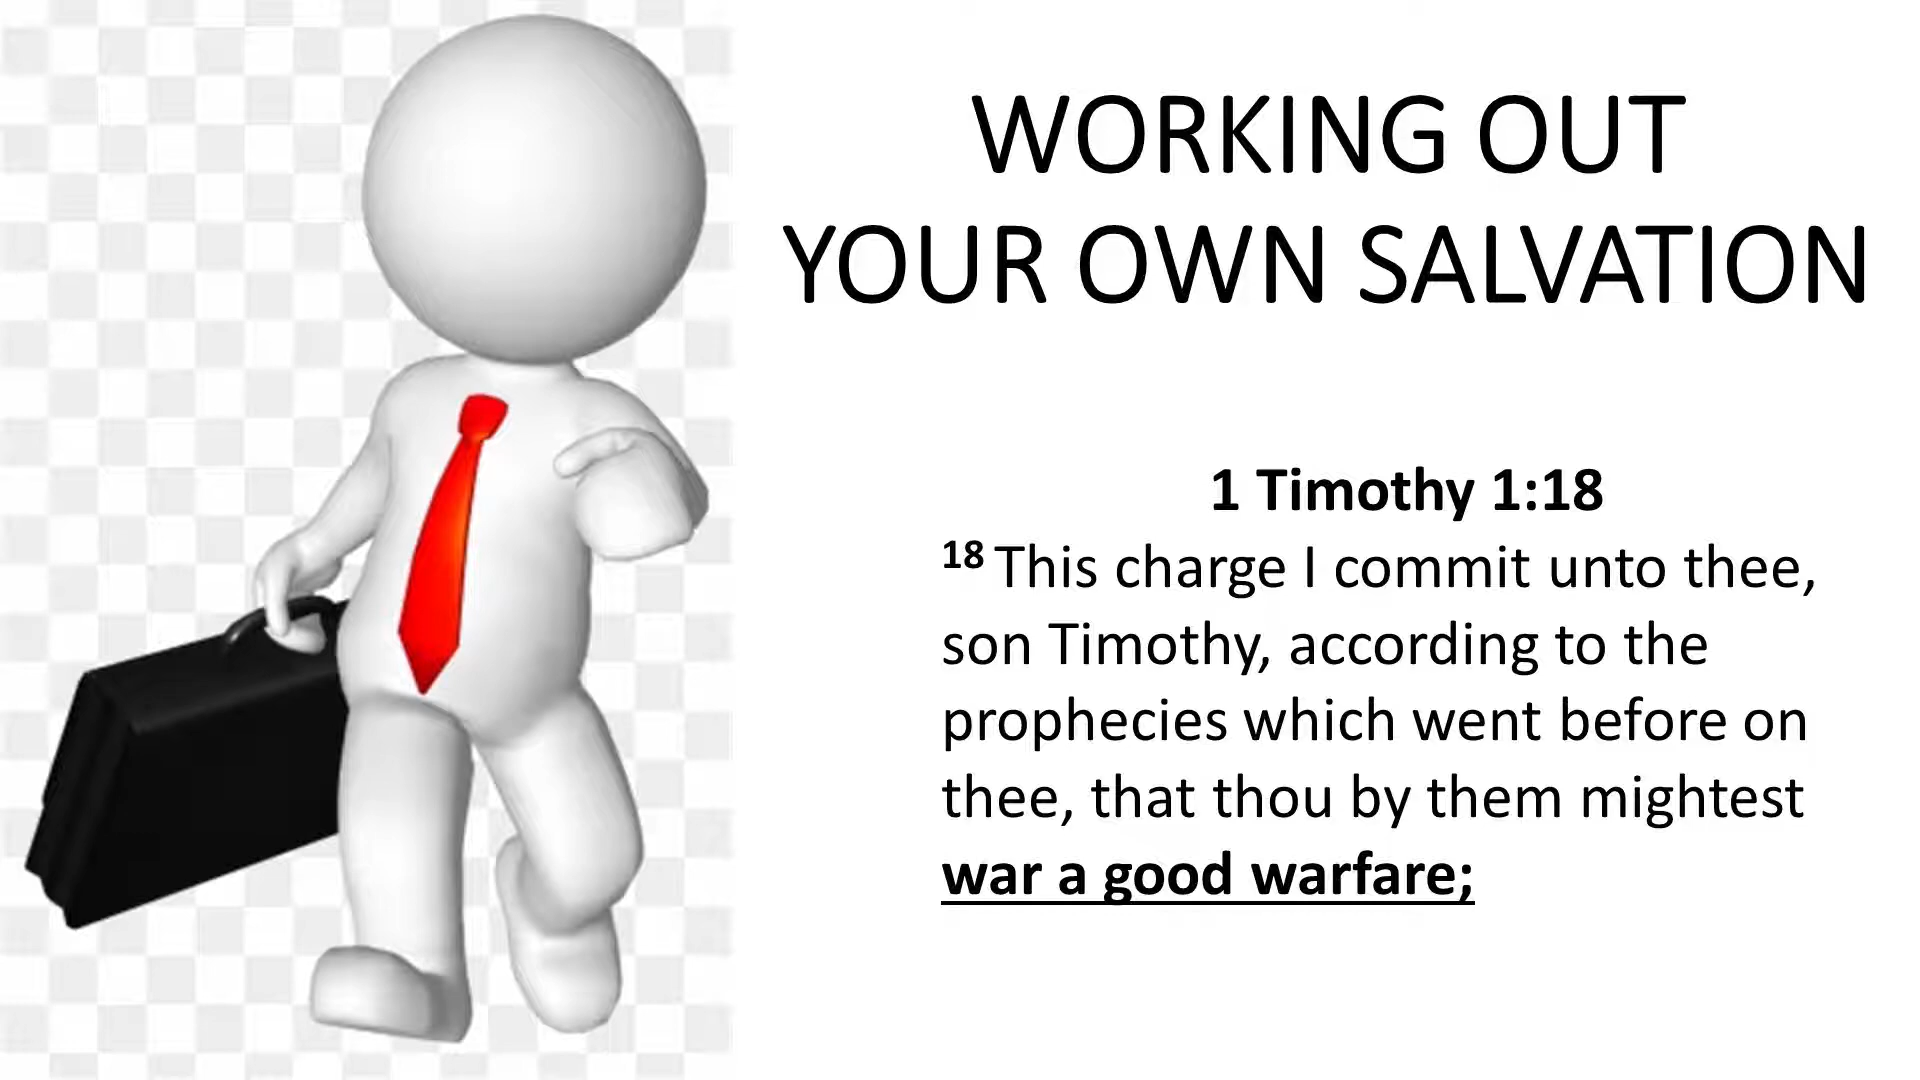 WORKING OUT
YOUR OWN SALVATION
1 Timothy 1:18
18 This charge I commit unto thee,
son Timothy, according to the
prophecies which went before on
thee, that thou by them mightest
war a good warfare;